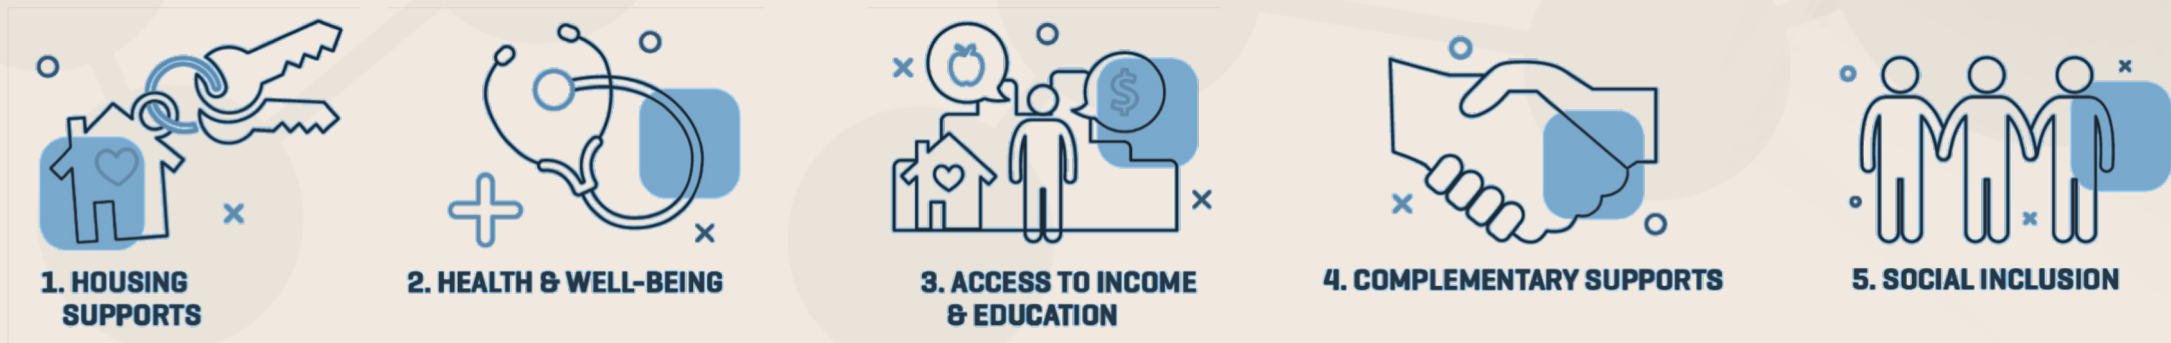 1. HOUSING
SUPPORTS
2. HEALTH & WELL-BEING
$
3. ACCESS TO INCOME
& EDUCATION
4. COMPLEMENTARY SUPPORTS
5. SOCIAL INCLUSION